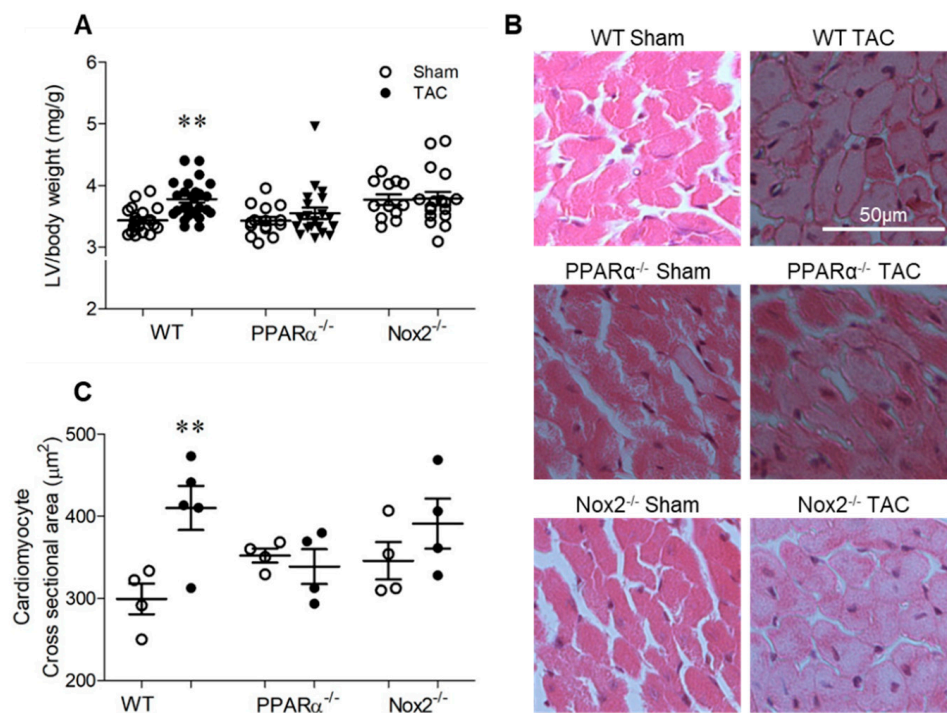 A
LV/body weight (mg/g)
6
5
4
3
2
Sham
TAC
**
WT
PPARα-/-
Nox2-/-
B
WT Sham
WT TAC
50μm
PPARα-/- Sham
PPARα-/- TAC
Nox2-/- Sham
Nox2-/- TAC
C
Cardiomyocyte
Cross sectional area (μm²)
500
400
300
200
**
WT
PPARα-/-
Nox2-/-